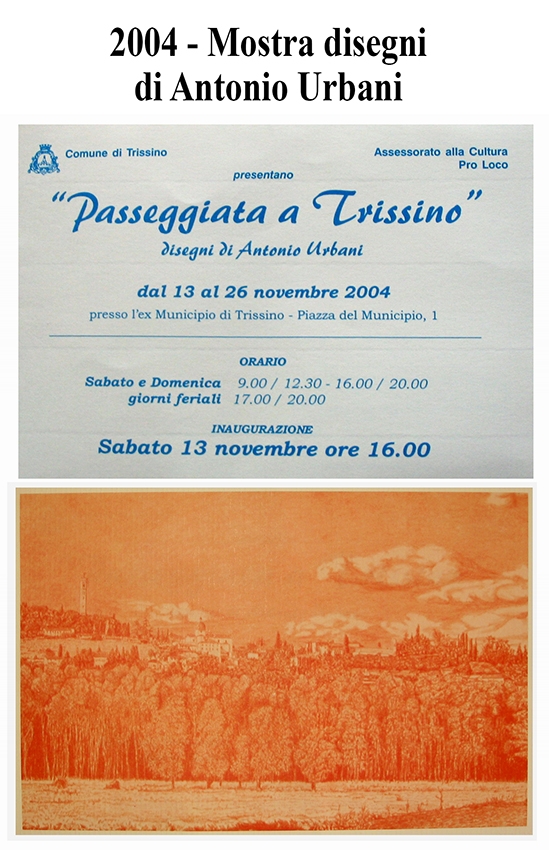 2004 - Mostra disegni
di Antonio Urbani
Comune di Trissino
Assessorato alla Cultura
Pro Loco
presentano
“Passeggiata a Trissino”
disegni di Antonio Urbani
dal 13 al 26 novembre 2004
presso l'ex Municipio di Trissino - Piazza del Municipio, 1
ORARIO
Sabato e Domenica 9.00 / 12.30 - 16.00 / 20.00
giorni feriali 17.00 / 20.00
INAUGURAZIONE
Sabato 13 novembre ore 16.00